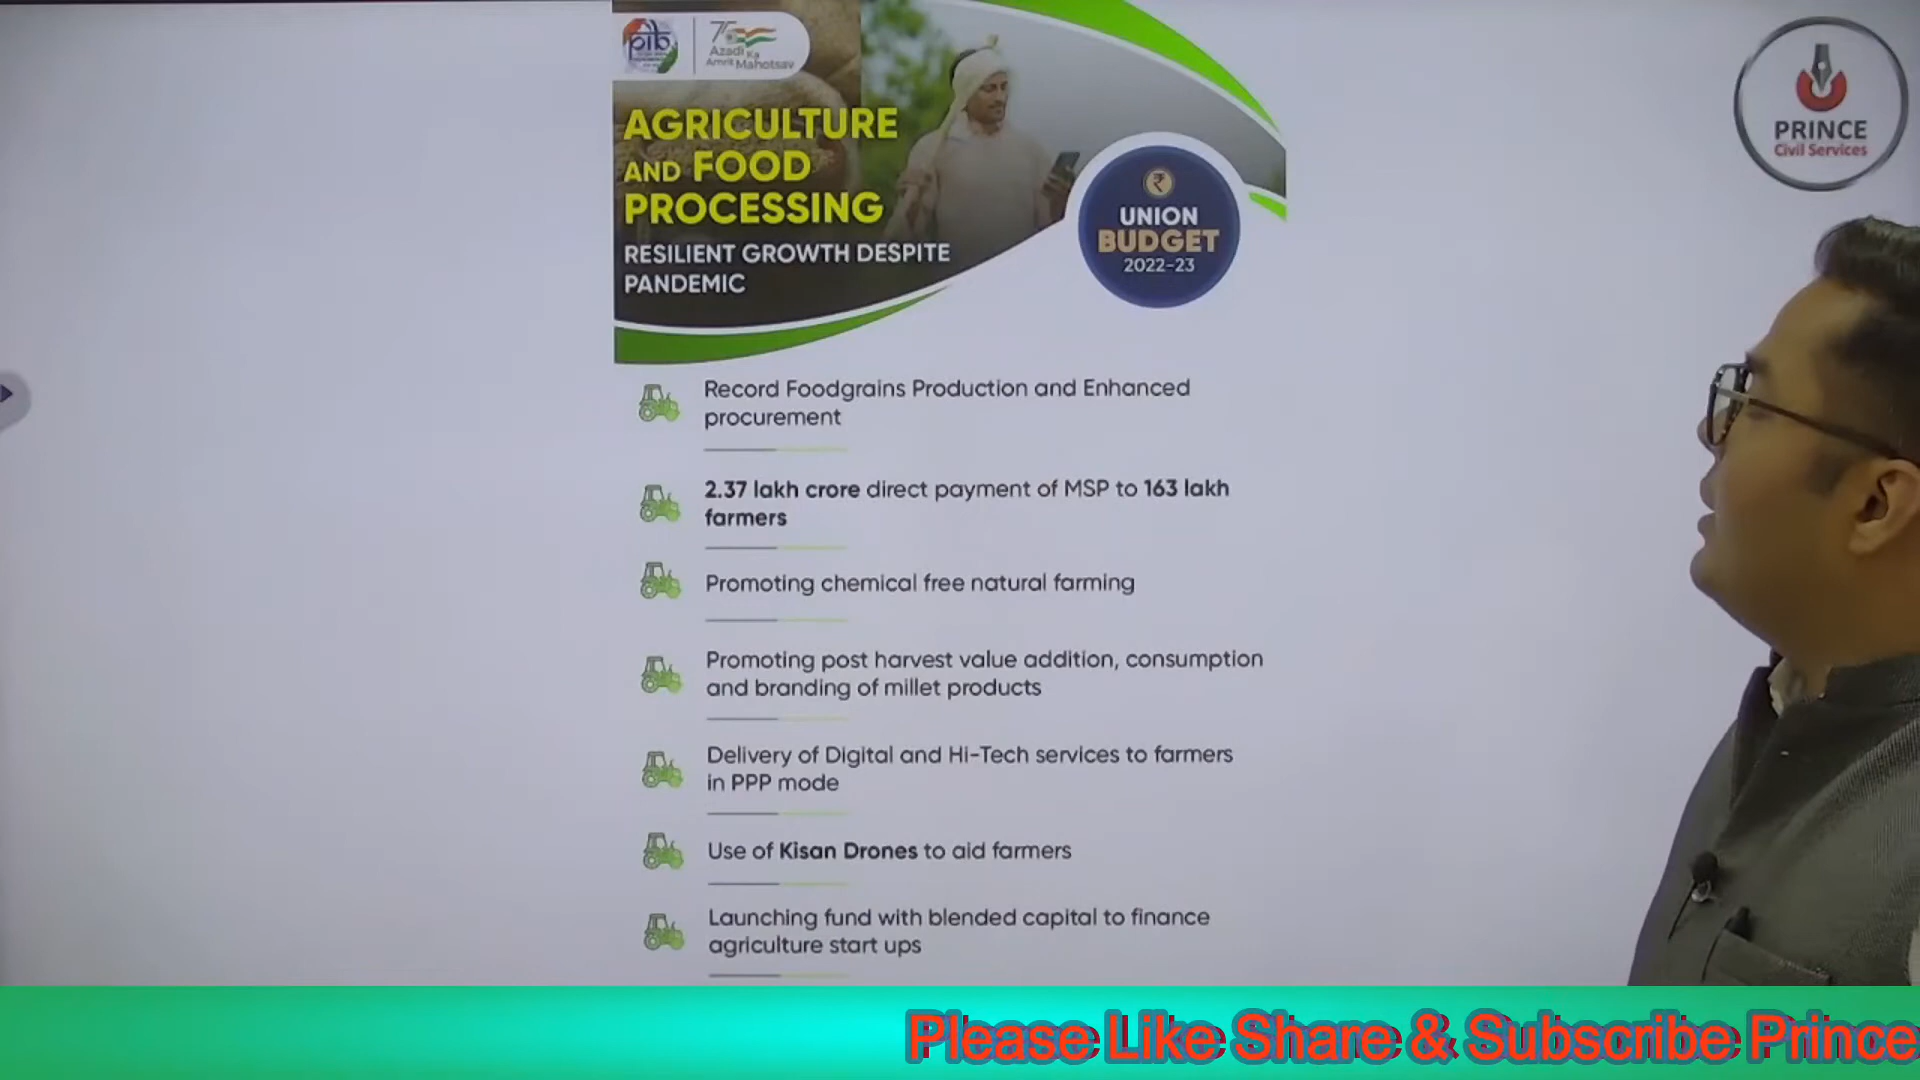 pib
75
Azadi Ka
Amrit Mahotsav
AGRICULTURE
AND FOOD
PROCESSING
RESILIENT GROWTH DESPITE
PANDEMIC
₹
UNION
BUDGET
2022-23
PRINCE
Civil Services
Record Foodgrains Production and Enhanced
procurement
2.37 lakh crore direct payment of MSP to 163 lakh
farmers
Promoting chemical free natural farming
Promoting post harvest value addition, consumption
and branding of millet products
Delivery of Digital and Hi-Tech services to farmers
in PPP mode
Use of Kisan Drones to aid farmers
Launching fund with blended capital to finance
agriculture start ups
Please Like Share & Subscribe Prince